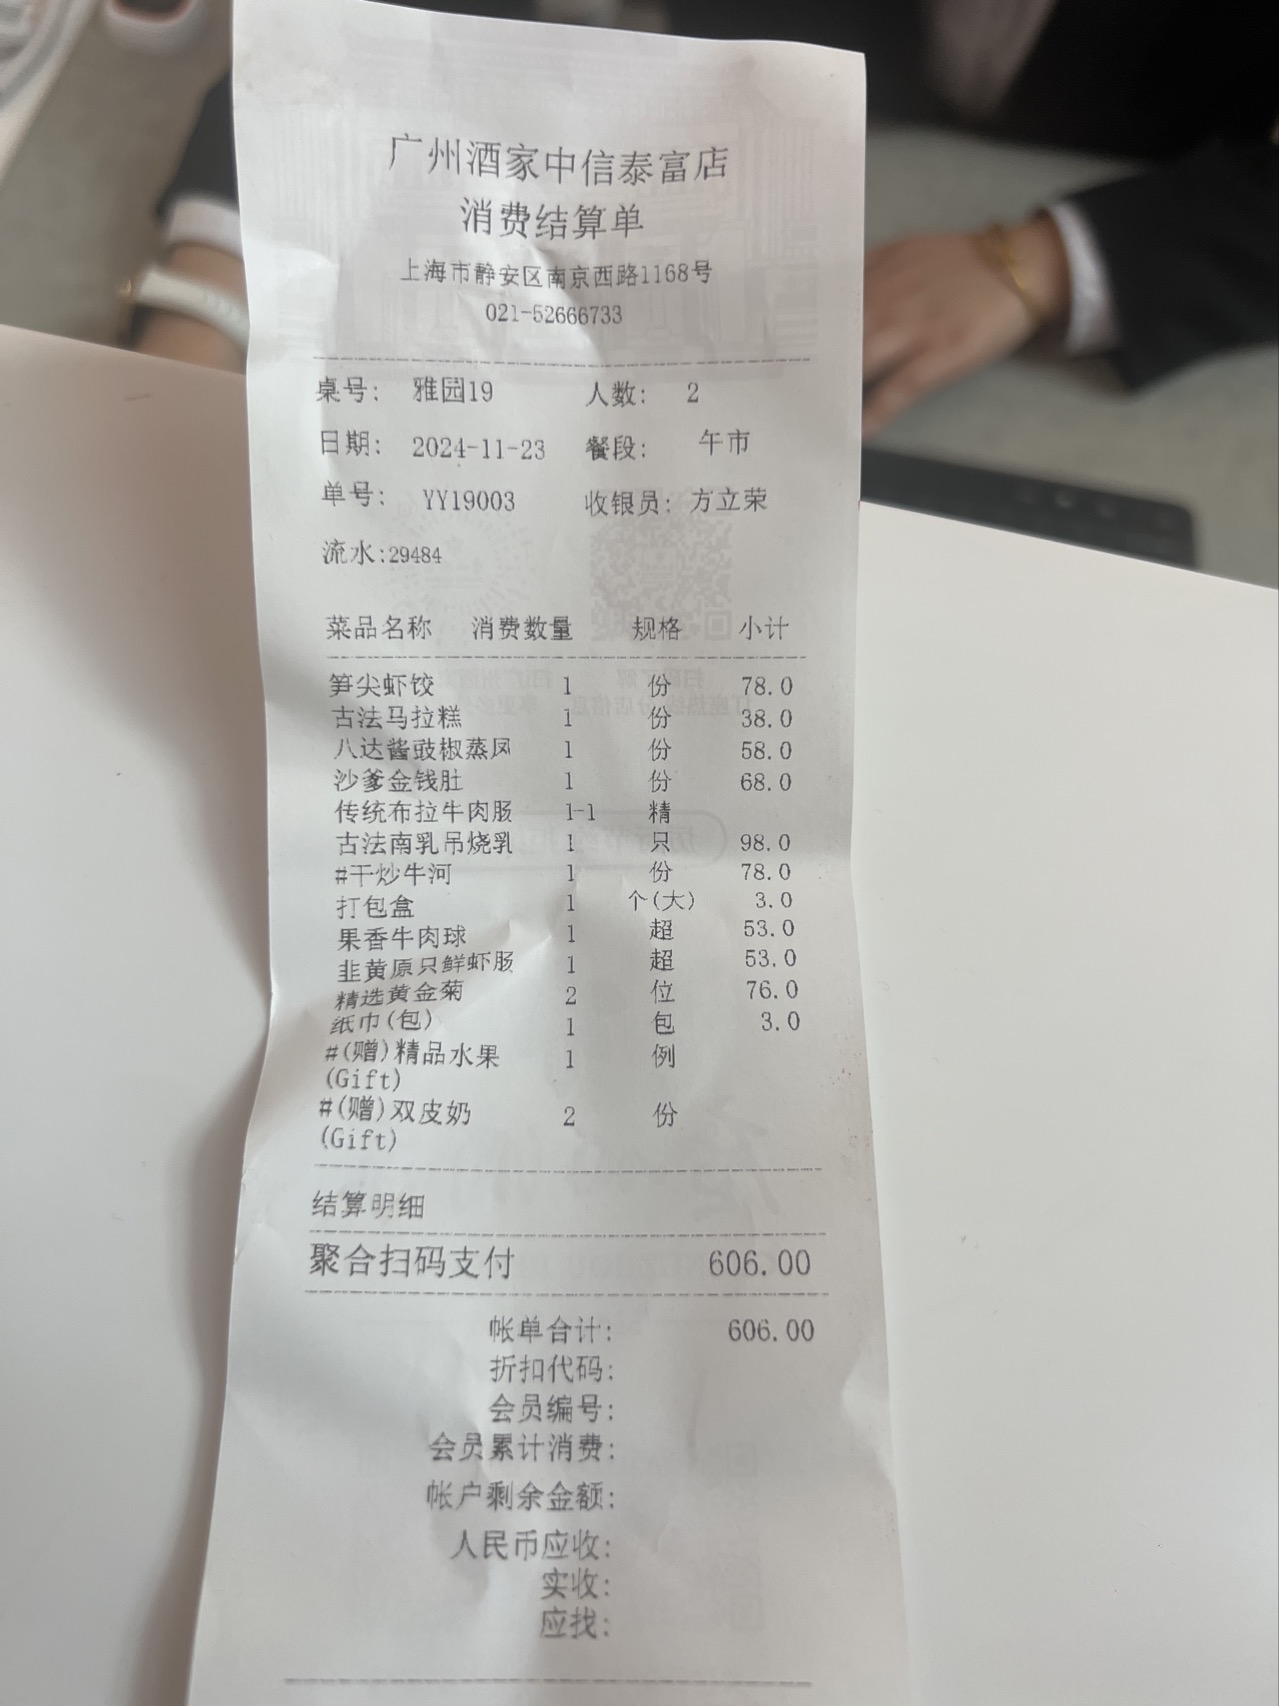 广州酒家中信泰富店
消费结算单
上海市静安区南京西路1168号
021-52666733
桌号: 雅园19 人数: 2
日期: 2024-11-23 餐段: 午市
单号: YY19003 收银员: 方立荣
流水:29484
菜品名称 消费数量 规格 小计
笋尖虾饺 1 份 78.0
古法马拉糕 1 份 38.0
八达酱豉椒蒸凤 1 份 58.0
沙爹金钱肚 1 份 68.0
传统布拉牛肉肠 1-1 精
古法南乳吊烧乳 1 只 98.0
#干炒牛河 1 份 78.0
打包盒 1 个(大) 3.0
果香牛肉球 1 超 53.0
韭黄原只鲜虾肠 1 超 53.0
精选黄金菊 2 位 76.0
纸巾(包) 1 包 3.0
#(赠)精品水果 1 例
(Gift)
#(赠)双皮奶 2 份
(Gift)
结算明细
聚合扫码支付 606.00
帐单合计: 606.00
折扣代码:
会员编号:
会员累计消费:
帐户剩余金额:
人民币应收:
实收:
应找: